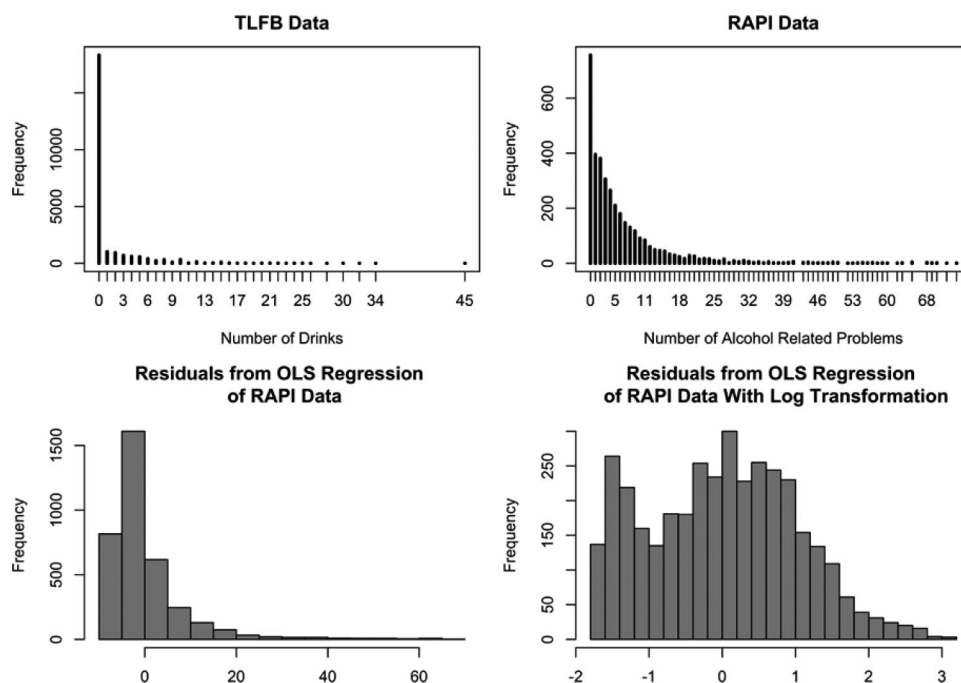 TLFB Data
Frequency
0 5000 10000
0 3 6 9 13 17 21 25 30 34 45
Number of Drinks
RAPI Data
Frequency
0 200 400 600
0 5 11 18 25 32 39 46 53 60 68
Number of Alcohol Related Problems
Residuals from OLS Regression
of RAPI Data
Frequency
0 500 1000 1500
0 20 40 60
Residuals from OLS Regression
of RAPI Data With Log Transformation
Frequency
0 50 150 250
-2 -1 0 1 2 3